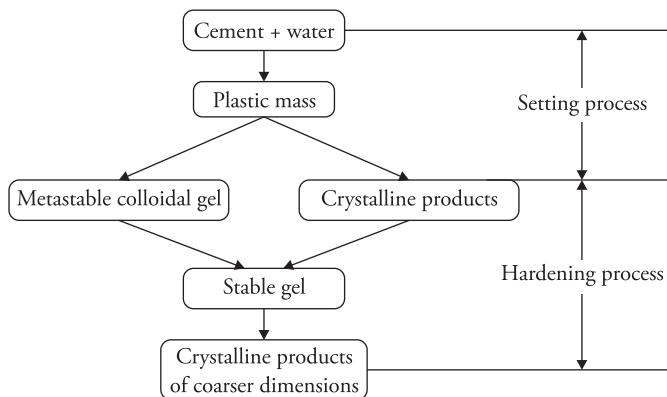 Cement + water
Plastic mass
Setting process
Metastable colloidal gel
Crystalline products
Stable gel
Hardening process
Crystalline products
of coarser dimensions